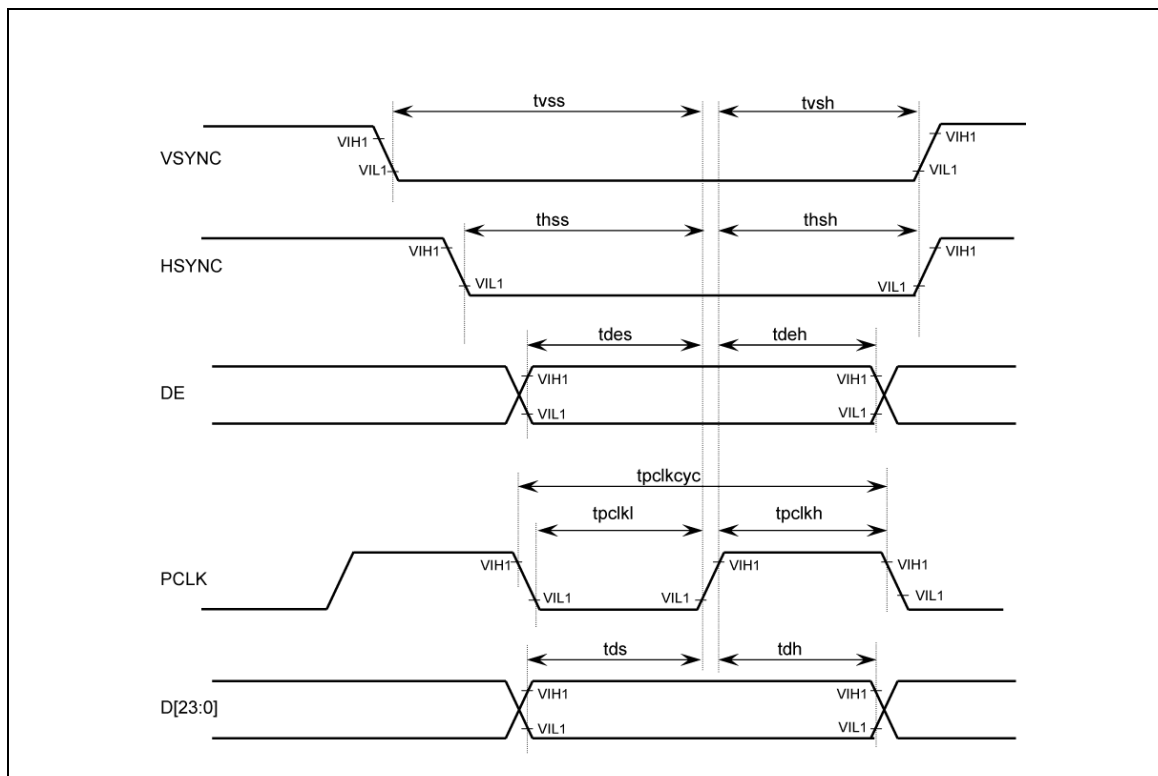 tvss tvsh
VIH1 VIH1
VSYNC
VIL1 VIL1
thss thsh
VIH1 VIH1
HSYNC
VIL1 VIL1
tdes tdeh
VIH1 VIH1
DE
VIL1 VIL1
tpclkcyc
tpclkl tpclkh
VIH1 VIH1 VIH1
PCLK
VIL1 VIL1 VIL1
tds tdh
VIH1 VIH1
D[23:0]
VIL1 VIL1